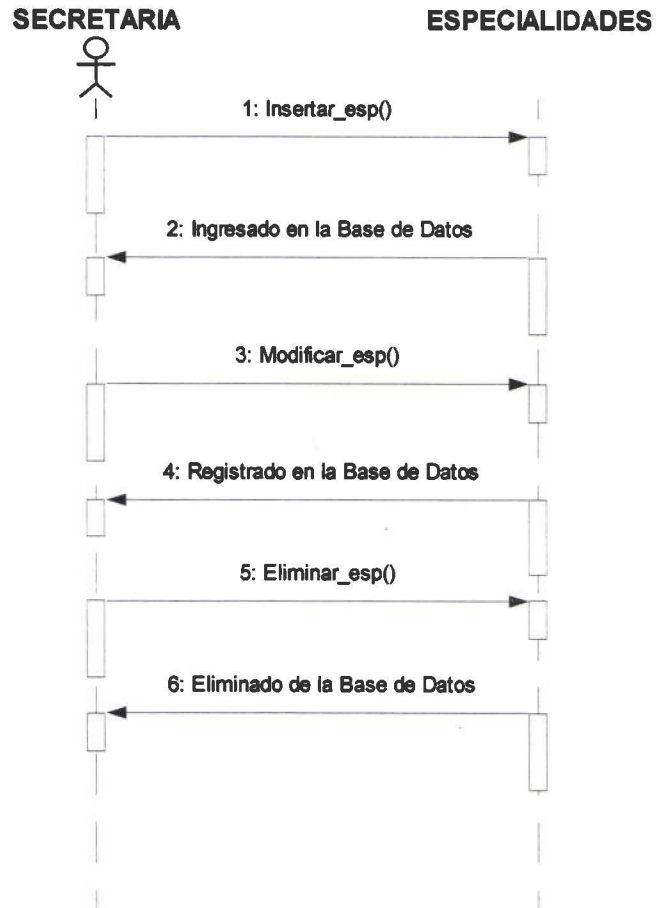 SECRETARIA ESPECIALIDADES
1: Insertar_esp()
2: Ingresado en la Base de Datos
3: Modificar_esp()
4: Registrado en la Base de Datos
5: Eliminar_esp()
6: Eliminado de la Base de Datos